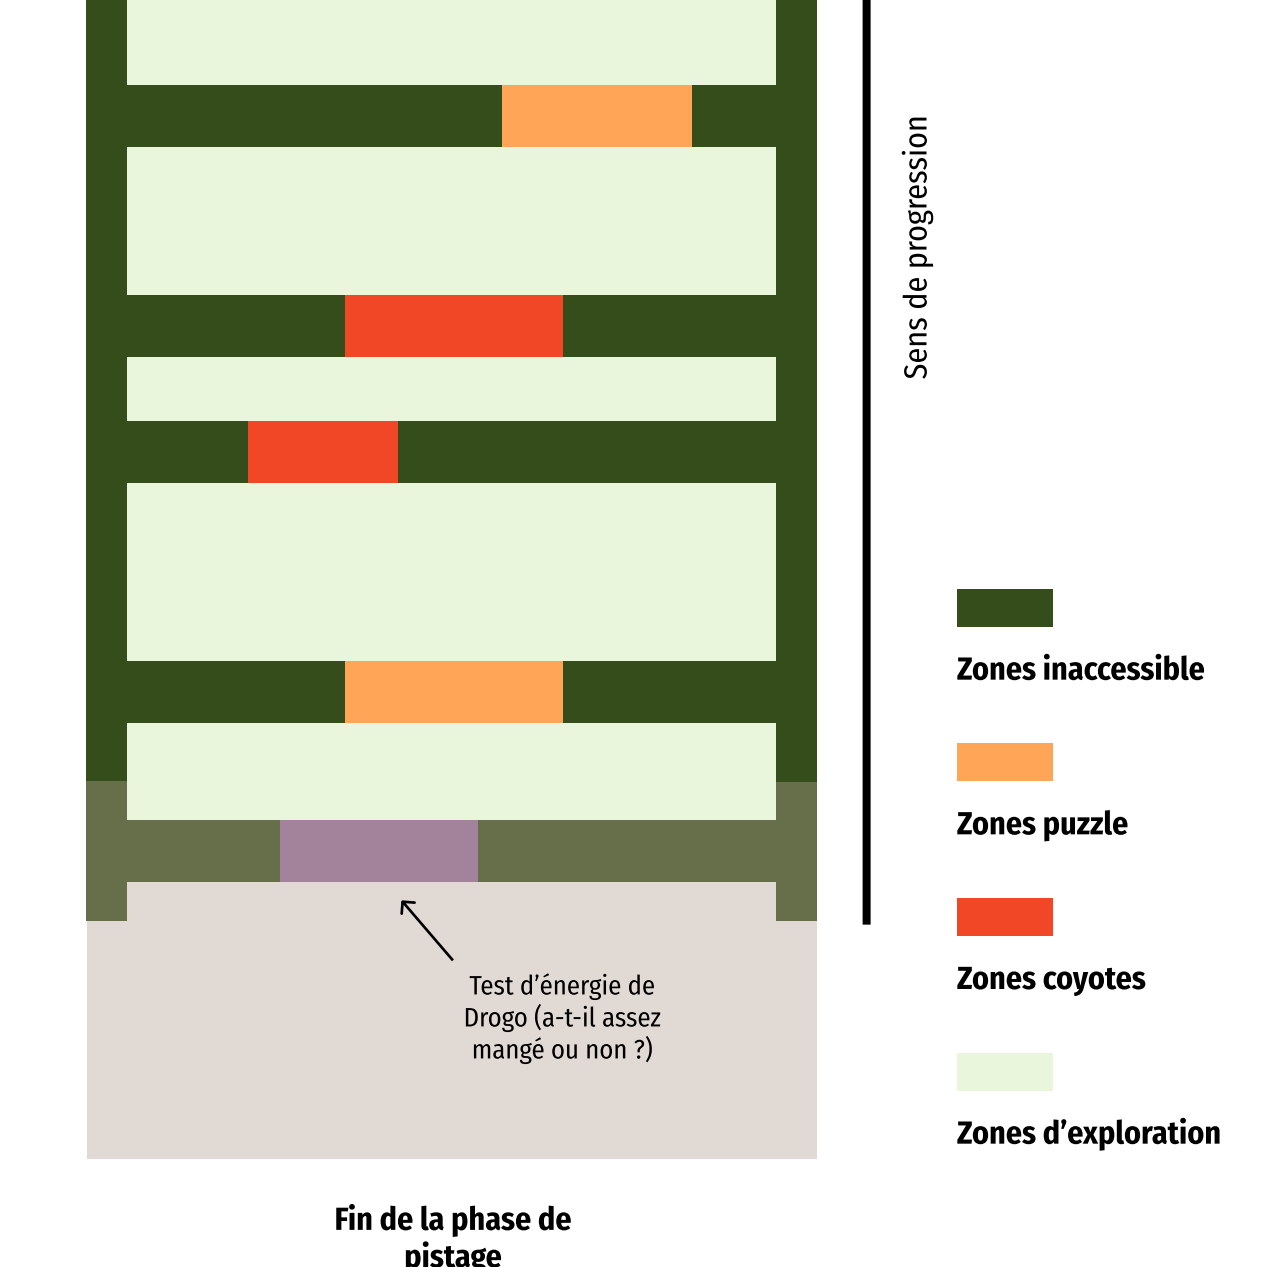 Sens de progression
Zones inaccessible
Zones puzzle
Zones coyotes
Zones d’exploration
Test d’énergie de
Drogo (a-t-il assez
mangé ou non ?)
Fin de la phase de
pistage